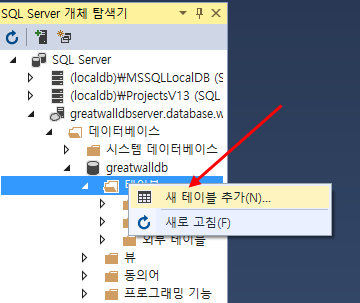 SQL Server 개체 탐색기
SQL Server
(localdb)₩MSSQLLocalDB (S
(localdb)₩ProjectsV13 (SQL
greatwalldbserver.database.w
데이터베이스
시스템 데이터베이스
greatwalldb
테이블
새 테이블 추가(N)...
새로 고침(F)
외부 테이블
뷰
동의어
프로그래밍 기능